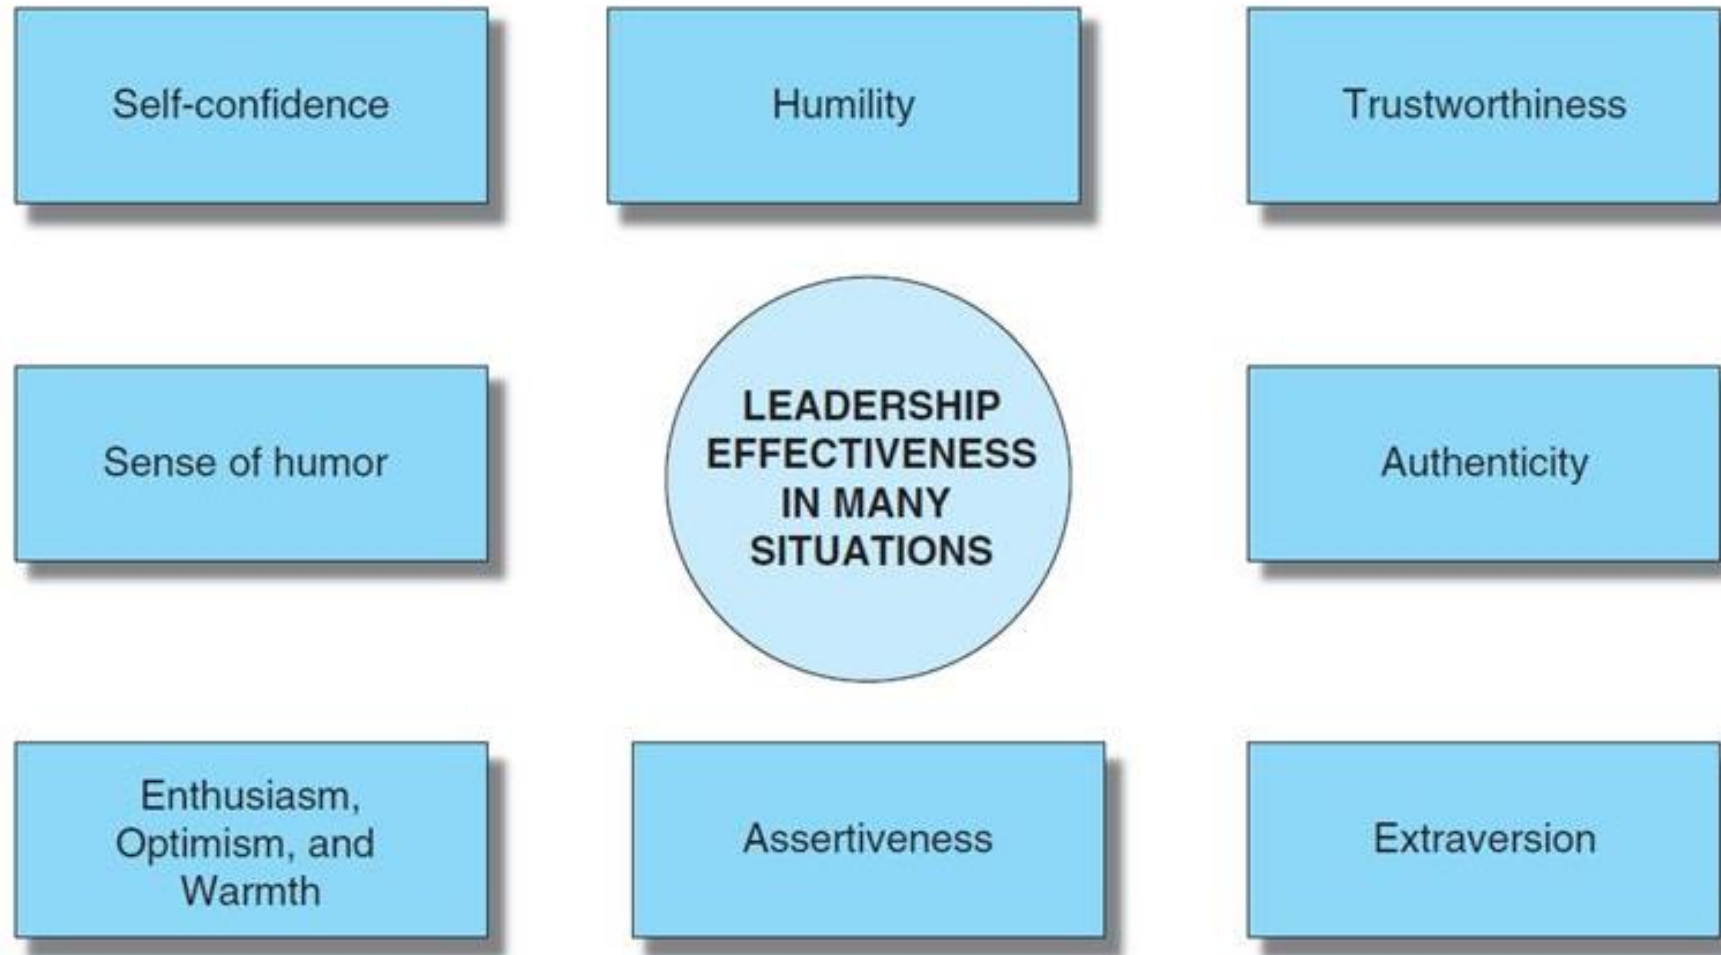 Self-confidence
Humility
Trustworthiness
Sense of humor
LEADERSHIP
EFFECTIVENESS
IN MANY
SITUATIONS
Authenticity
Enthusiasm,
Optimism, and
Warmth
Assertiveness
Extraversion